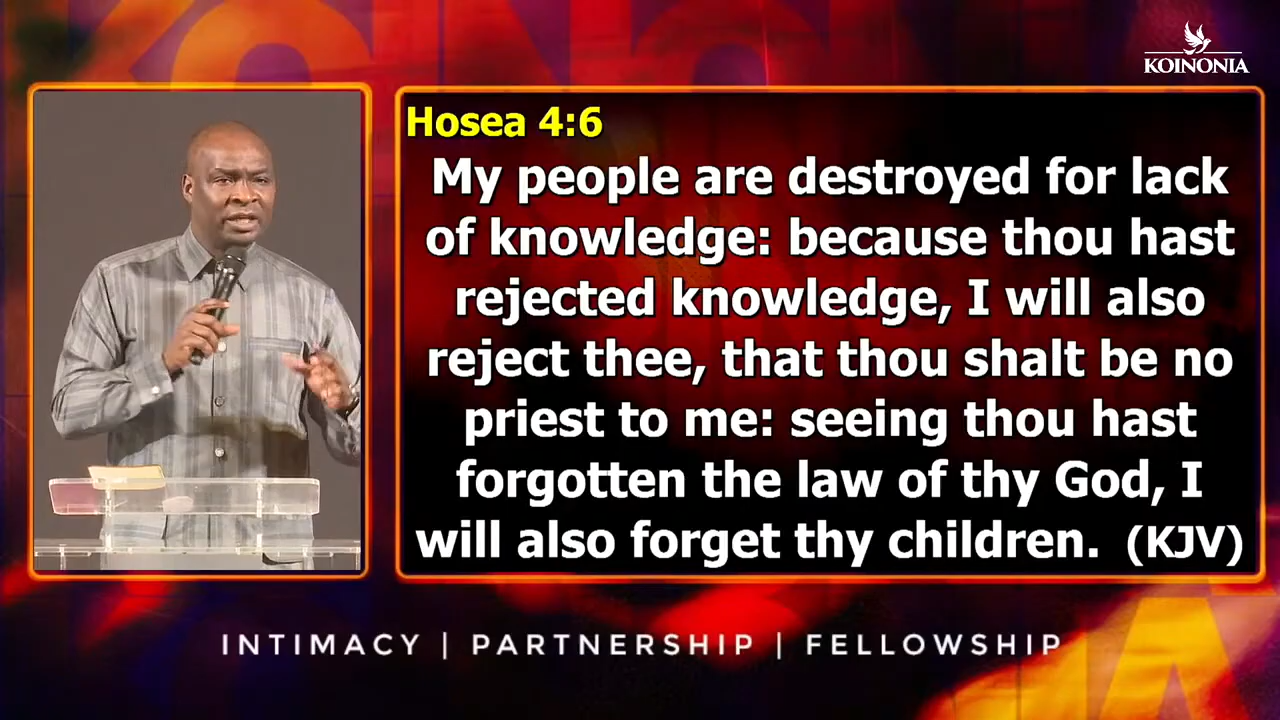 KOINONIA
Hosea 4:6
My people are destroyed for lack
of knowledge: because thou hast
rejected knowledge, I will also
reject thee, that thou shalt be no
priest to me: seeing thou hast
forgotten the law of thy God, I
will also forget thy children. (KJV)
INTIMACY | PARTNERSHIP | FELLOWSHIP